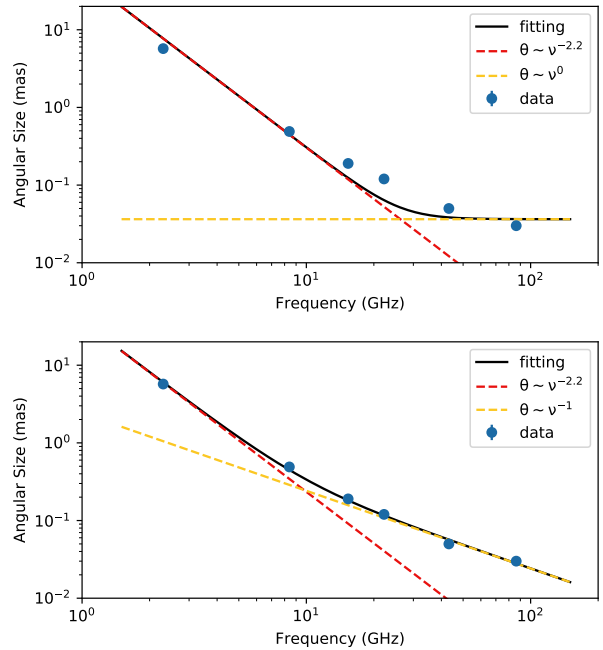 Angular Size (mas)
10¹
10⁰
10⁻¹
10⁻²
fitting
θ ~ ν⁻²·²
θ ~ ν⁰
data
10⁰
10¹
10²
Frequency (GHz)
Angular Size (mas)
10¹
10⁰
10⁻¹
10⁻²
fitting
θ ~ ν⁻²·²
θ ~ ν⁻¹
data
10⁰
10¹
10²
Frequency (GHz)